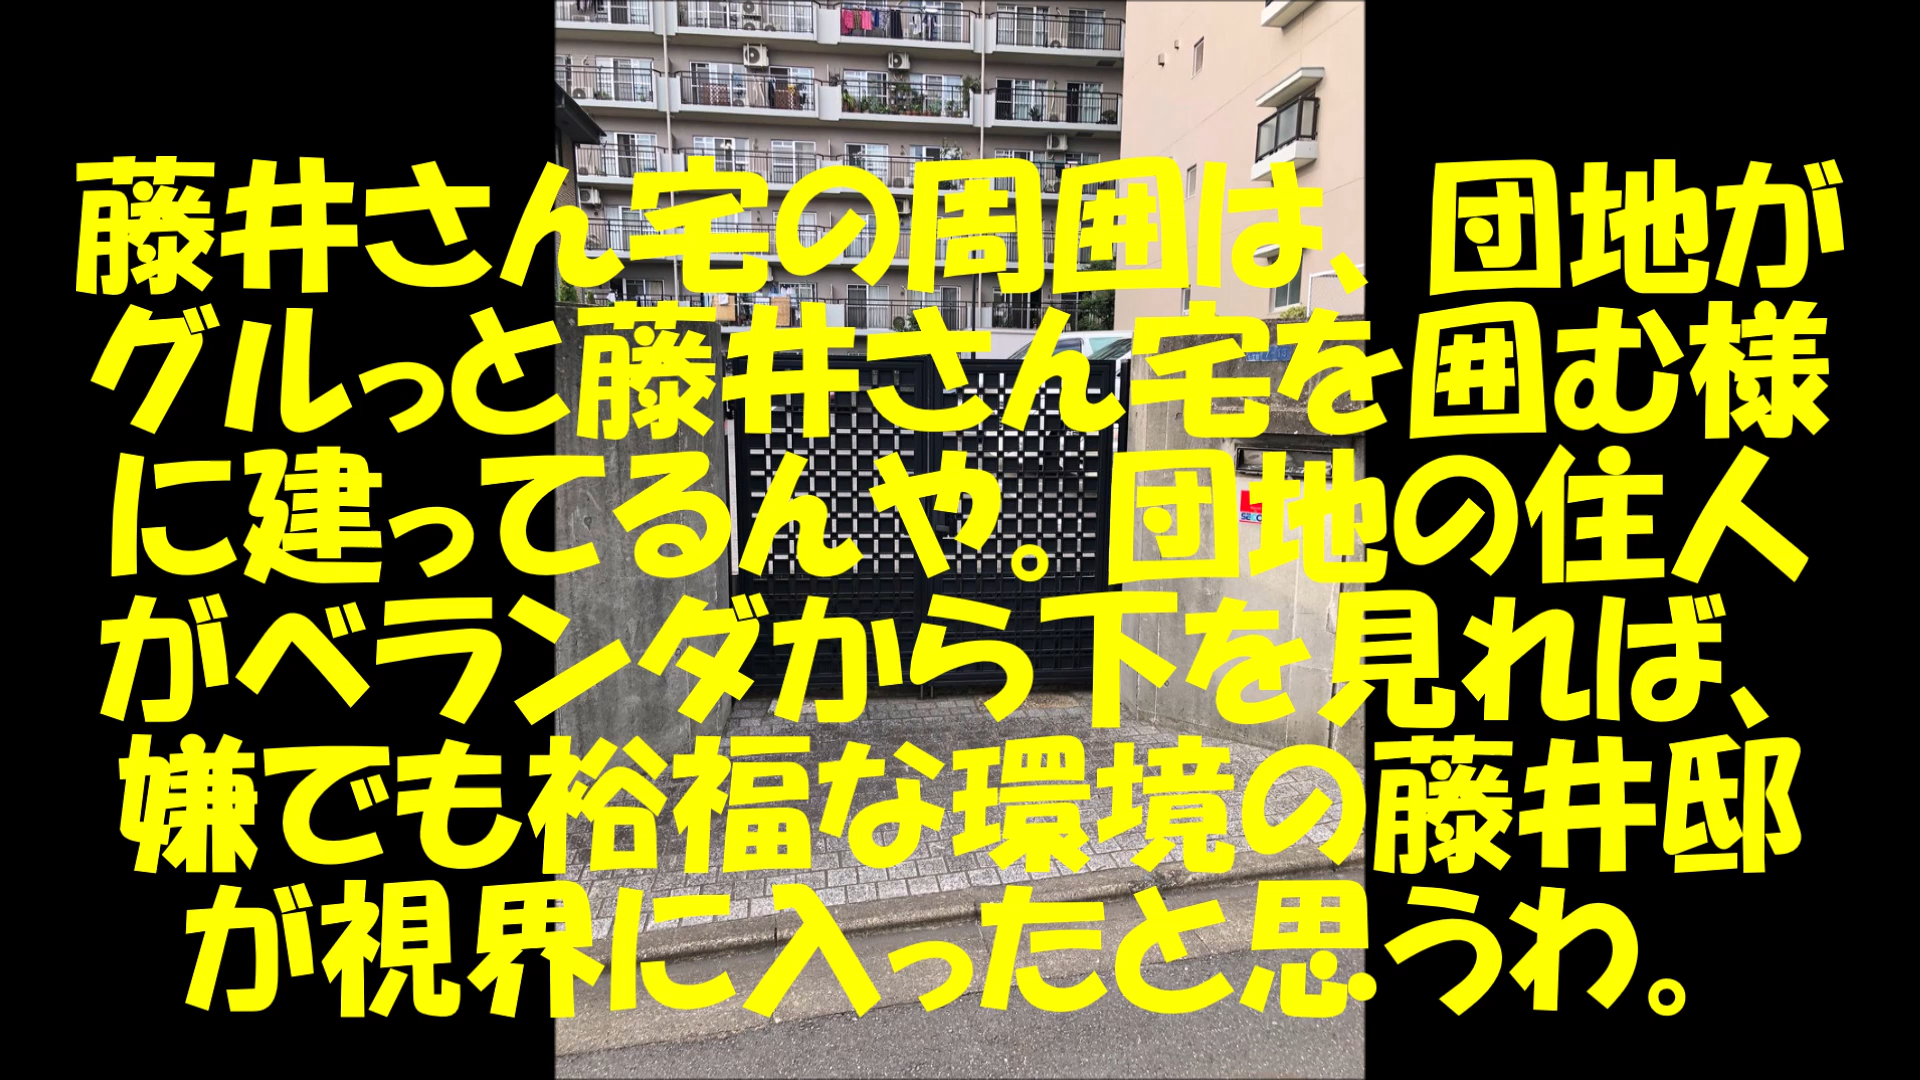 藤井さん宅の周囲は、団地が
グルっと藤井さん宅を囲む様
に建ってるんや。団地の住人
がベランダから下を見れば、
嫌でも裕福な環境の藤井邸
が視界に入ったと思うわ。